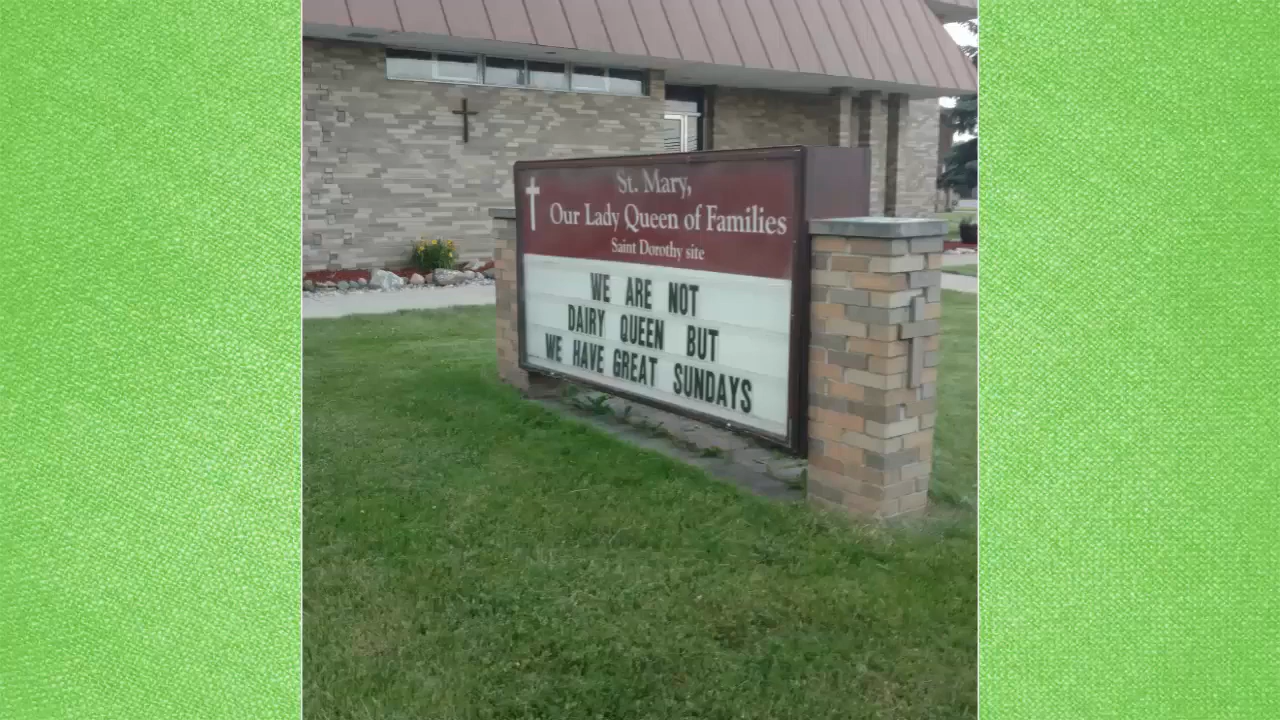 St. Mary,
Our Lady Queen of Families
Saint Dorothy site
WE ARE NOT
DAIRY QUEEN BUT
WE HAVE GREAT SUNDAYS